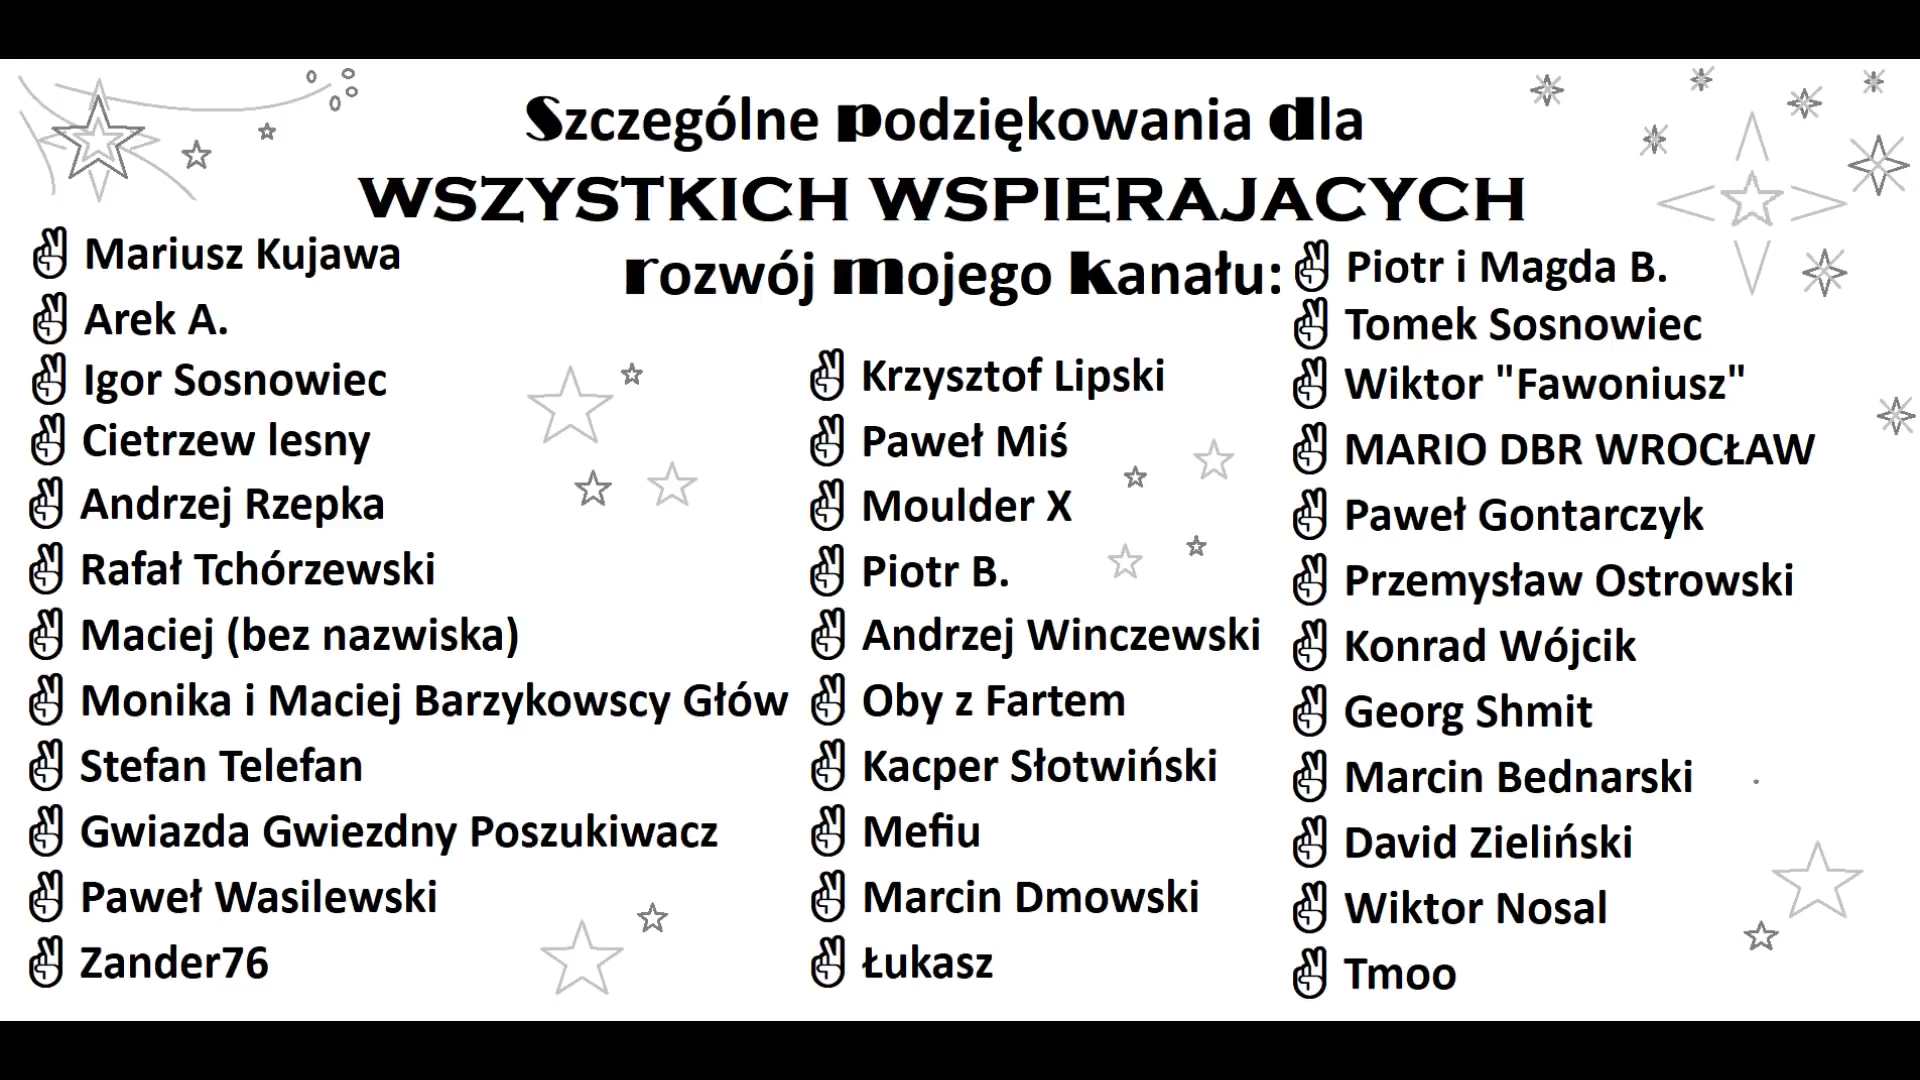 Szczególne podziękowania dla
WSZYSTKICH WSPIERAJACYCH
rozwój mojego kanału:
Mariusz Kujawa
Arek A.
Igor Sosnowiec
Cietrzew lesny
Andrzej Rzepka
Rafał Tchórzewski
Maciej (bez nazwiska)
Monika i Maciej Barzykowscy Głów
Stefan Telefan
Gwiazda Gwiezdny Poszukiwacz
Paweł Wasilewski
Zander76
Krzysztof Lipski
Paweł Miś
Moulder X
Piotr B.
Andrzej Winczewski
Oby z Fartem
Kacper Słotwiński
Mefiu
Marcin Dmowski
Łukasz
Piotr i Magda B.
Tomek Sosnowiec
Wiktor "Fawoniusz"
MARIO DBR WROCŁAW
Paweł Gontarczyk
Przemysław Ostrowski
Konrad Wójcik
Georg Shmit
Marcin Bednarski
David Zieliński
Wiktor Nosal
Tmoo